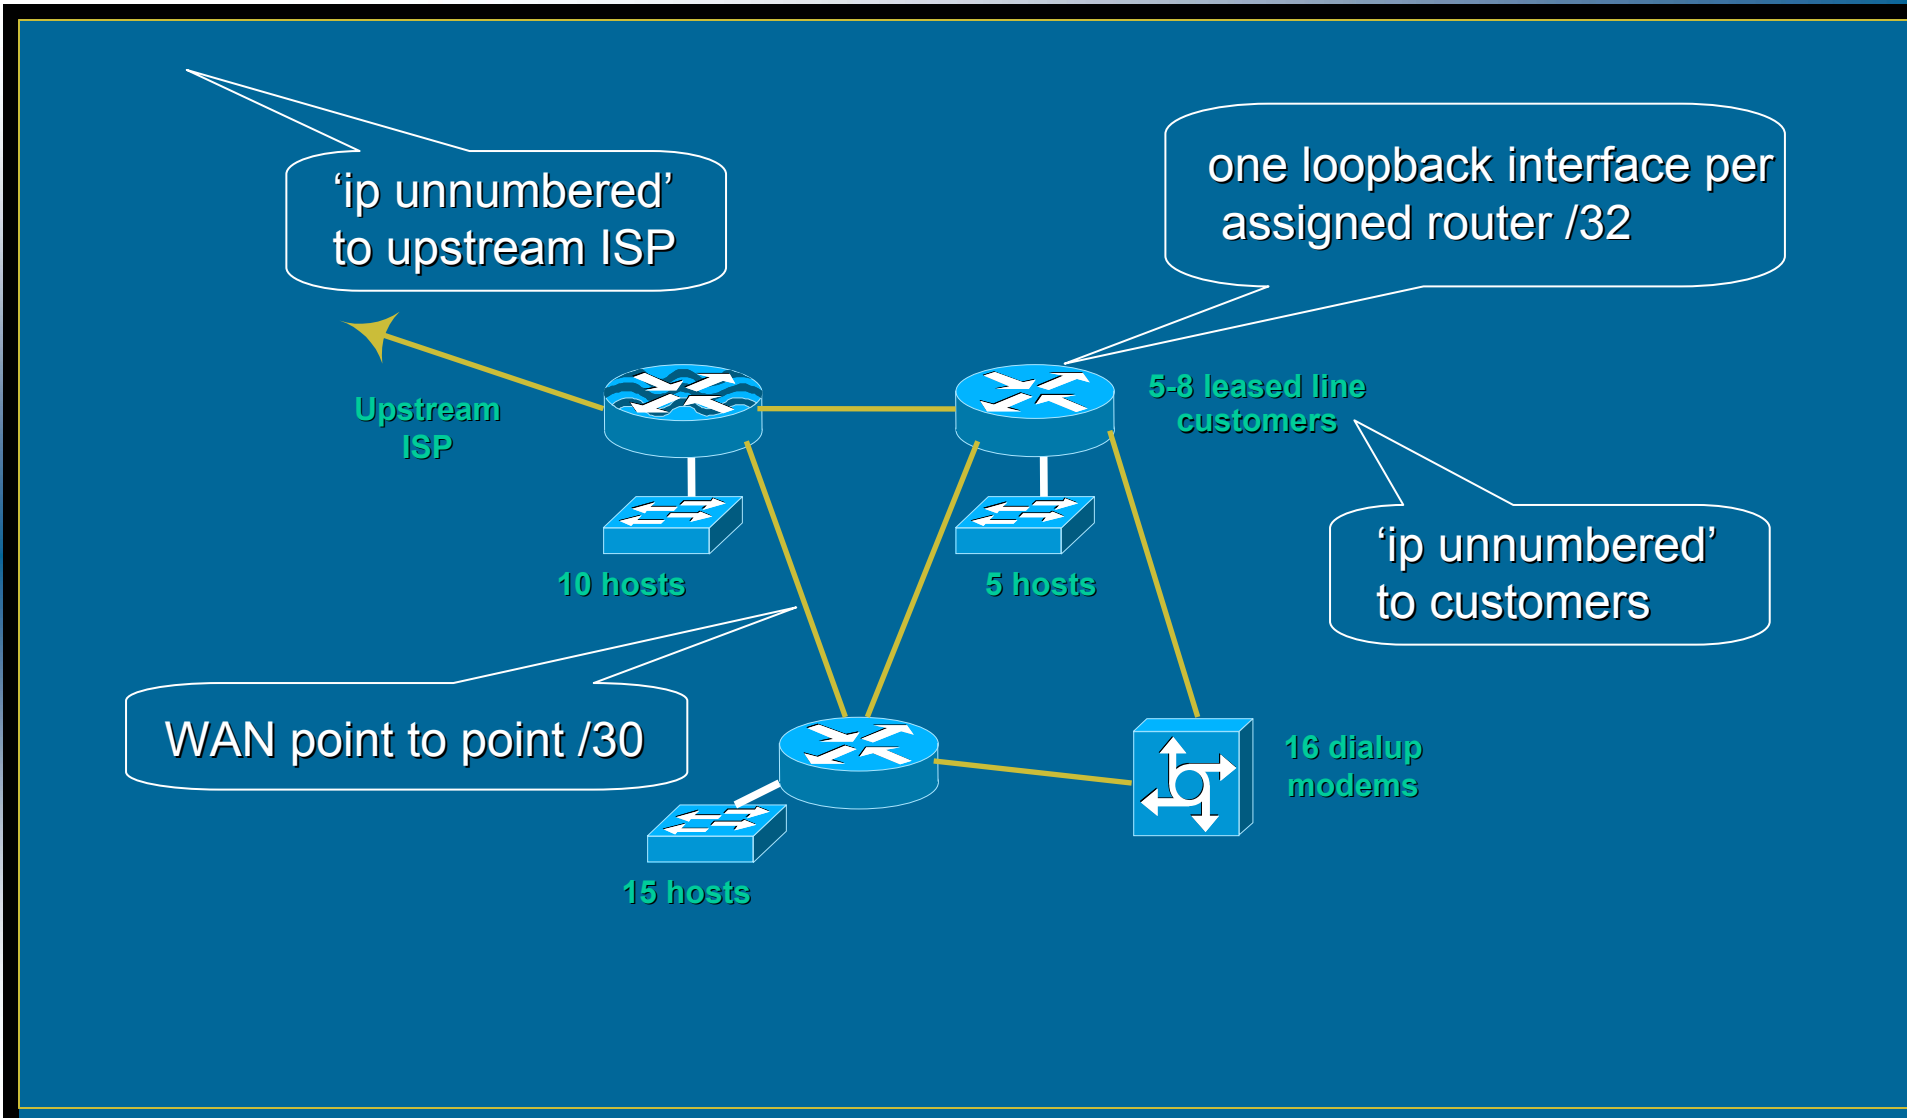 ‘ip unnumbered’
to upstream ISP
one loopback interface per
assigned router /32
Upstream
ISP
5-8 leased line
customers
10 hosts
5 hosts
‘ip unnumbered’
to customers
WAN point to point /30
16 dialup
modems
15 hosts